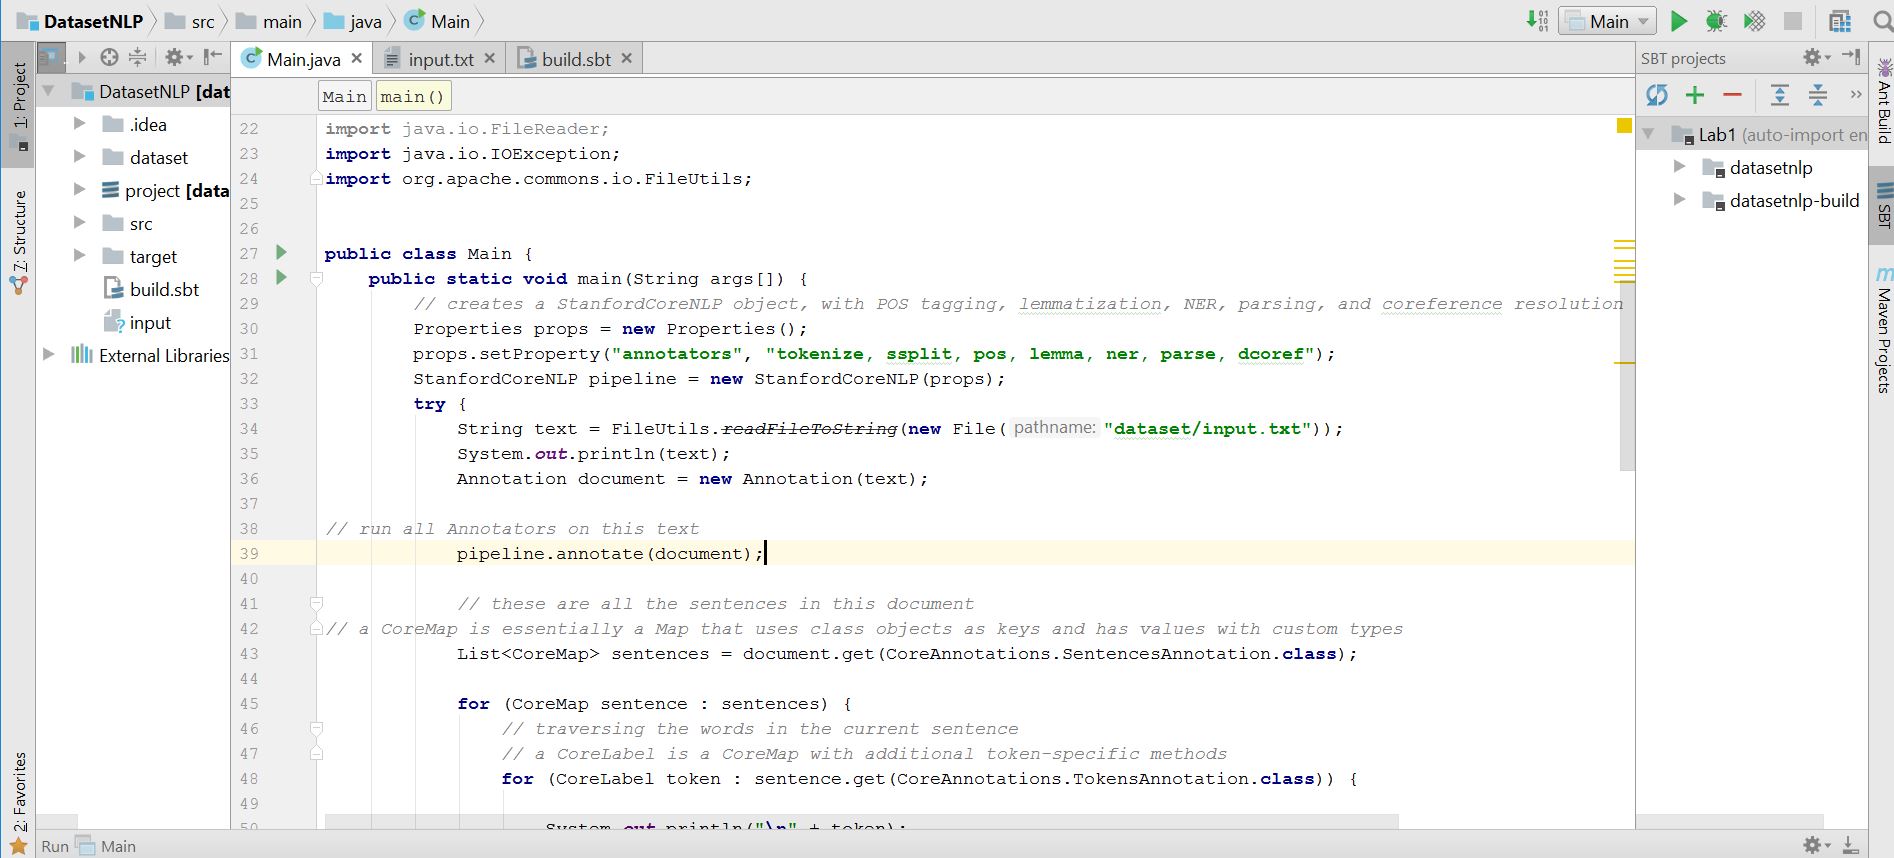 DatasetNLP src main java Main
Main
1: Project
7: Structure
2: Favorites
DatasetNLP [dat
.idea
dataset
project [data
src
target
build.sbt
input
External Libraries
Main.java input.txt build.sbt
Main main()
22 import java.io.FileReader;
23 import java.io.IOException;
24 import org.apache.commons.io.FileUtils;
25
26
27 public class Main {
28 public static void main(String args[]) {
29 // creates a StanfordCoreNLP object, with POS tagging, lemmatization, NER, parsing, and coreference resolution
30 Properties props = new Properties();
31 props.setProperty("annotators", "tokenize, ssplit, pos, lemma, ner, parse, dcoref");
32 StanfordCoreNLP pipeline = new StanfordCoreNLP(props);
33 try {
34 String text = FileUtils.readFileToString(new File( pathname: "dataset/input.txt"));
35 System.out.println(text);
36 Annotation document = new Annotation(text);
37
38 // run all Annotators on this text
39 pipeline.annotate(document);
40
41 // these are all the sentences in this document
42 // a CoreMap is essentially a Map that uses class objects as keys and has values with custom types
43 List<CoreMap> sentences = document.get(CoreAnnotations.SentencesAnnotation.class);
44
45 for (CoreMap sentence : sentences) {
46 // traversing the words in the current sentence
47 // a CoreLabel is a CoreMap with additional token-specific methods
48 for (CoreLabel token : sentence.get(CoreAnnotations.TokensAnnotation.class)) {
49
50 System.out.println("\n" + token);
SBT projects
Lab1 (auto-import en
datasetnlp
datasetnlp-build
Ant Build
SBT
Maven Projects
Run Main